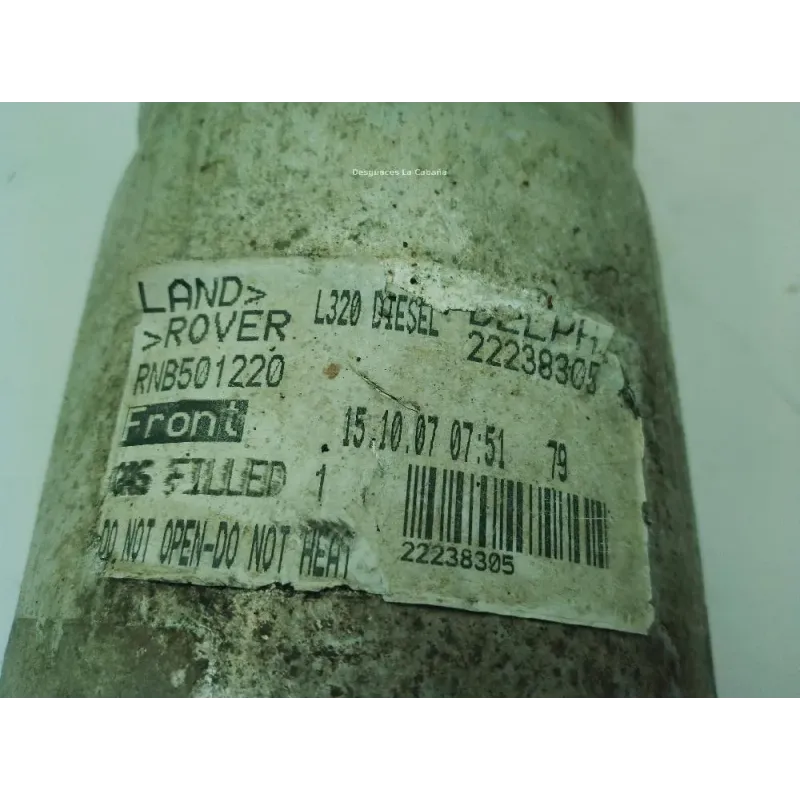 Desguaces La Cabaña
LAND> L320 DIESEL DELPHI
>ROVER 22238305
RNB501220
Front 15.10.07 07:51 79
GAS FILLED 1
DO NOT OPEN-DO NOT HEAT
22238305